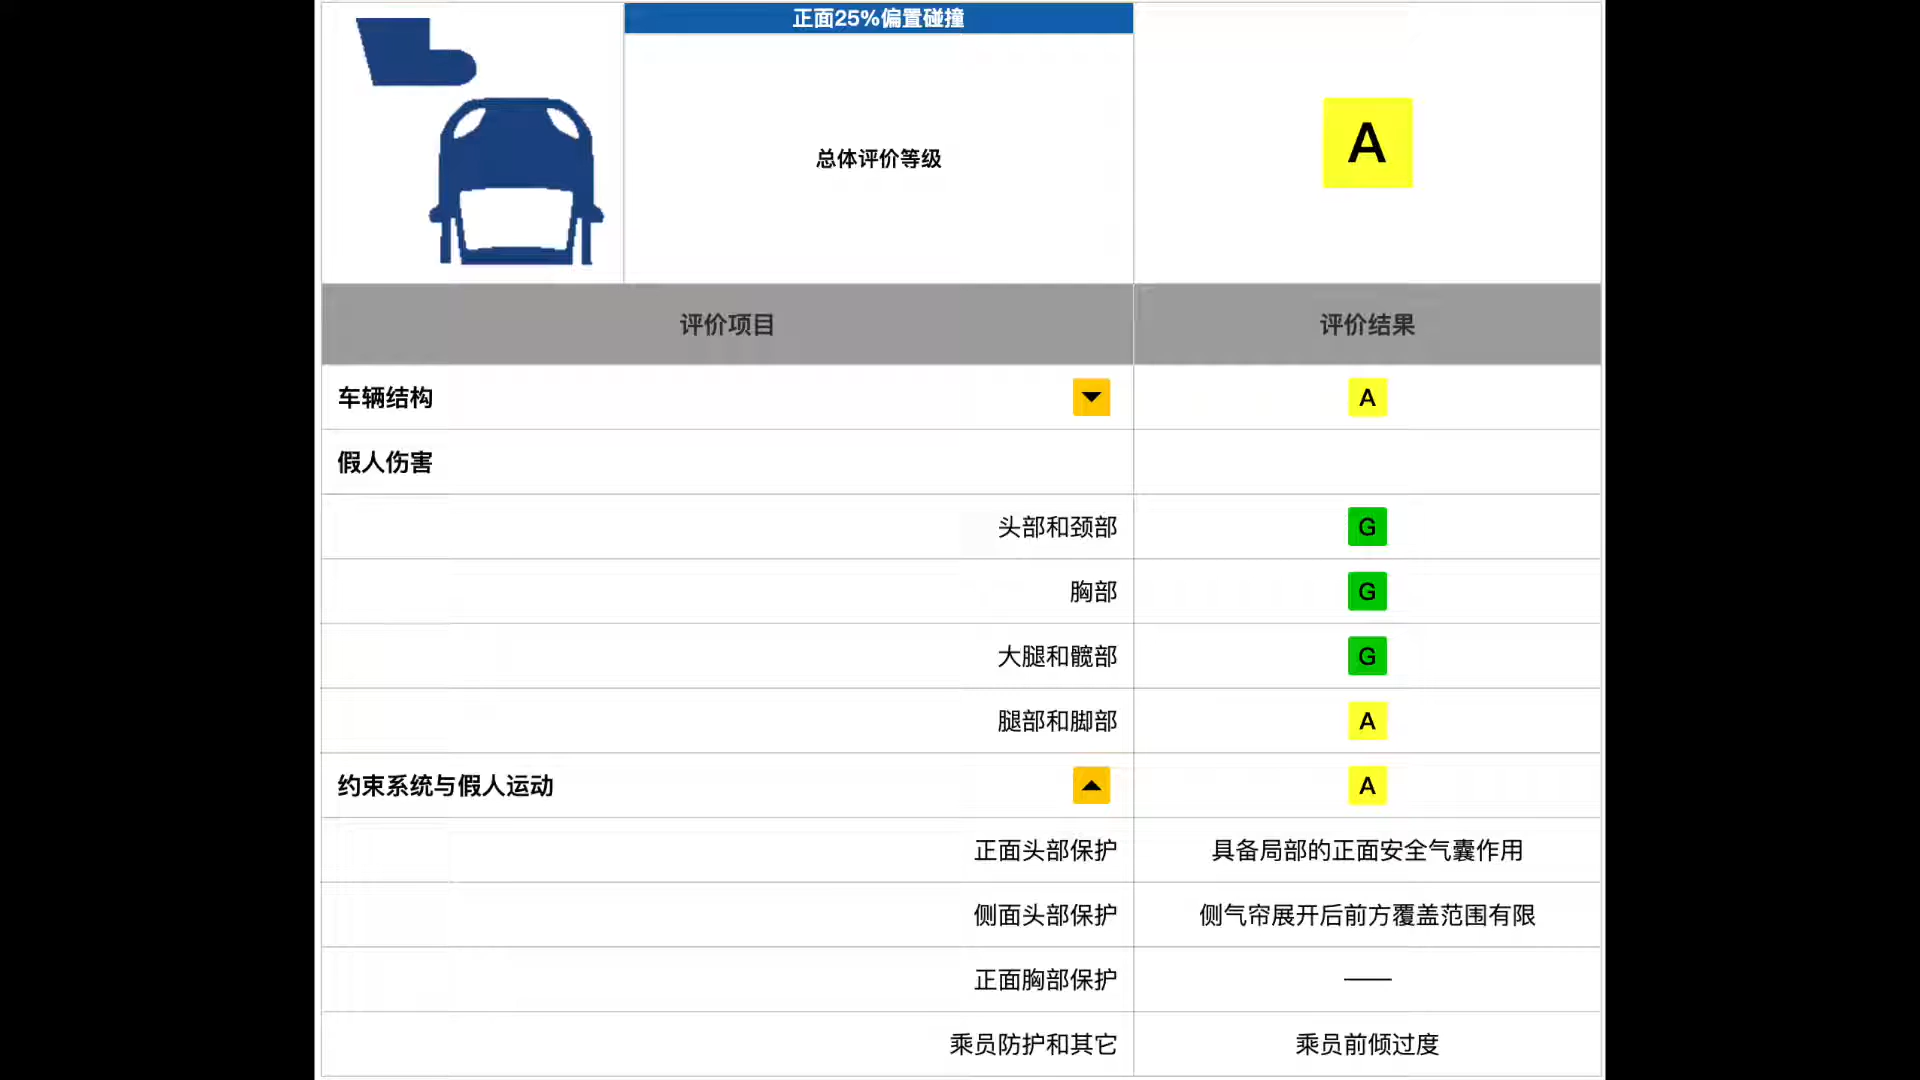 正面25%偏置碰撞
总体评价等级
A
评价项目 评价结果
车辆结构 A
假人伤害
头部和颈部 G
胸部 G
大腿和髋部 G
腿部和脚部 A
约束系统与假人运动 A
正面头部保护 具备局部的正面安全气囊作用
侧面头部保护 侧气帘展开后前方覆盖范围有限
正面胸部保护 ——
乘员防护和其它 乘员前倾过度